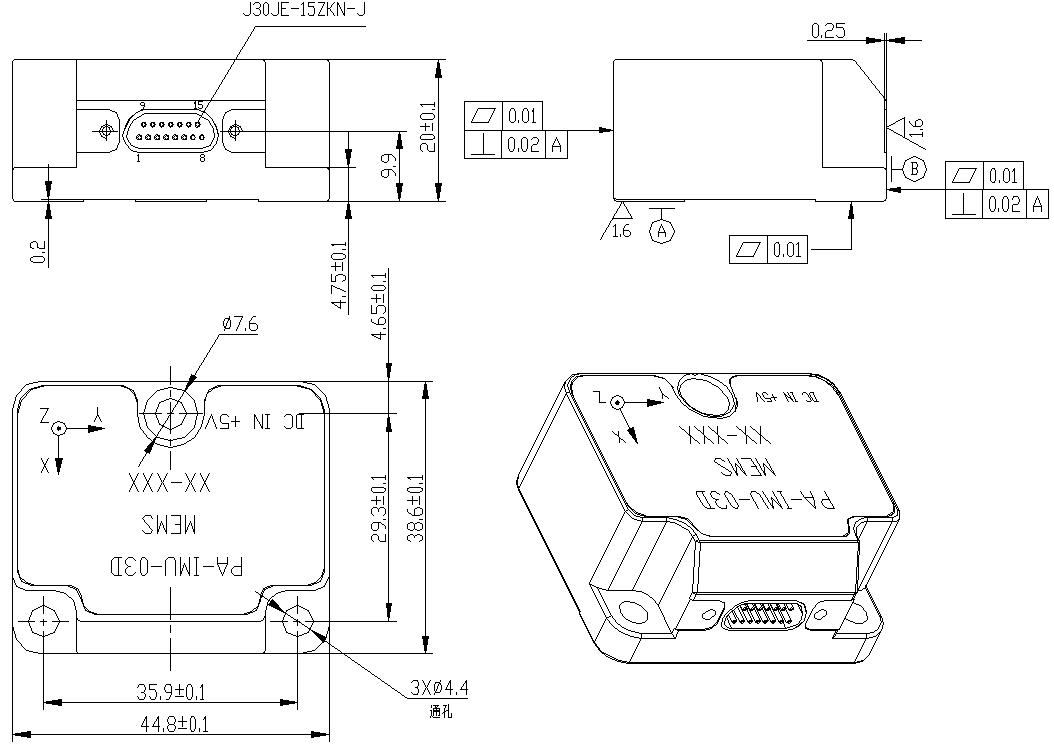 J30JE-15ZKN-J
9 15
1 8
0.2
4.75±0.1
9.9
20±0.1
0.25
0.01
0.02 A
1.6
B
0.01
0.02 A
1.6
A
0.01
Ø7.6
4.65±0.1
Z
Y
X
DC IN +5V
XX-XXX
MEMS
PA-IMU-03D
29.3±0.1
38.6±0.1
35.9±0.1
44.8±0.1
3XØ4.4
通孔
Z
Y
X
DC IN +5V
XX-XXX
MEMS
PA-IMU-03D